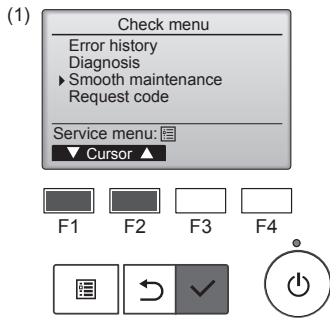 (1)
Check menu
Error history
Diagnosis
Smooth maintenance
Request code
Service menu:
▼ Cursor ▲
F1 F2 F3 F4